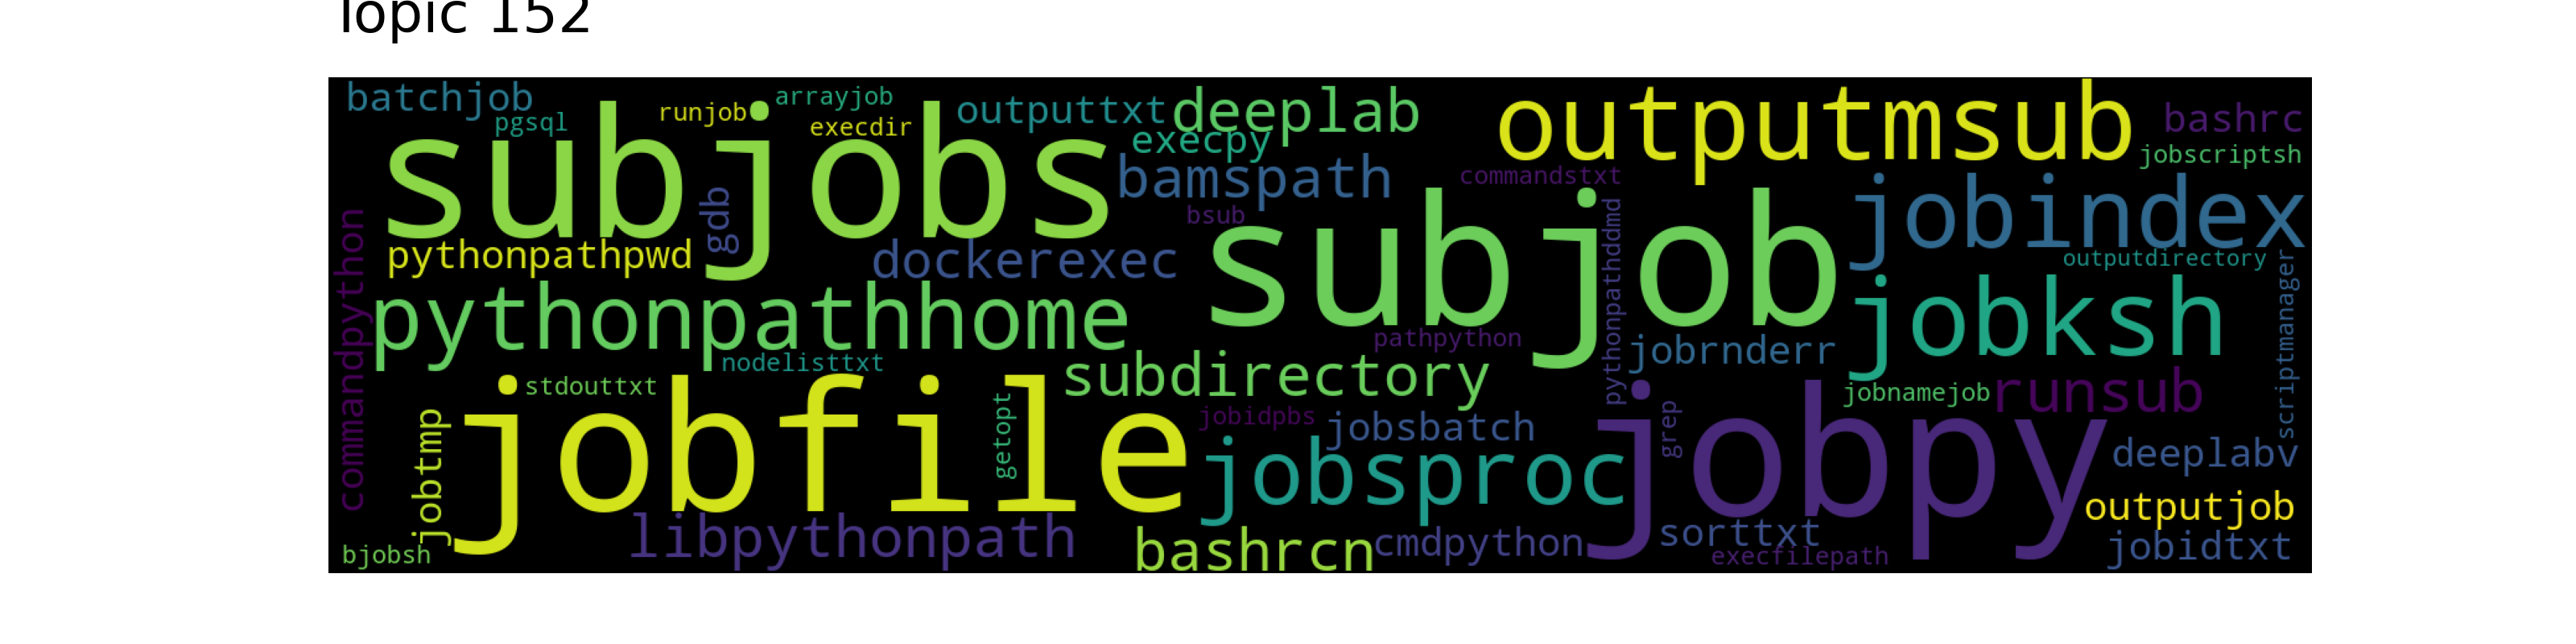 Topic 152
batchjob
pgsql
runjob
arrayjob
execdir
outputtxt
deeplab
execpy
outputmsub
bashrc
jobscriptsh
subjobs
bamspath
commandstxt
jobindex
gdb
bsub
subjob
pythonpathpwd
dockerexec
pythonpathddmd
outputdirectory
scriptmanager
commandpython
pythonpathhome
pathpython
jobrnderr
jobksh
nodelisttxt
subdirectory
stdouttxt
jobnamejob
runsub
jobfile
getopt
jobidpbs
jobsbatch
grep
jobtmp
jobsproc
jobpy
deeplabv
outputjob
libpythonpath
bashrcn
cmdpython
sorttxt
jobidtxt
bjobsh
execfilepath